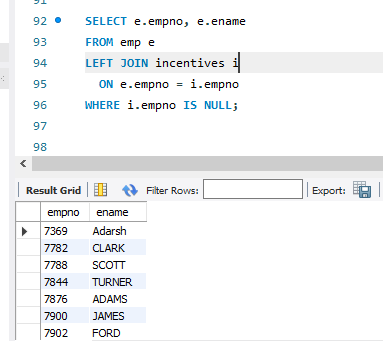 91
92 SELECT e.empno, e.ename
93 FROM emp e
94 LEFT JOIN incentives i
95 ON e.empno = i.empno
96 WHERE i.empno IS NULL;
97
98
Result Grid Filter Rows: Export:
empno ename
7369 Adarsh
7782 CLARK
7788 SCOTT
7844 TURNER
7876 ADAMS
7900 JAMES
7902 FORD